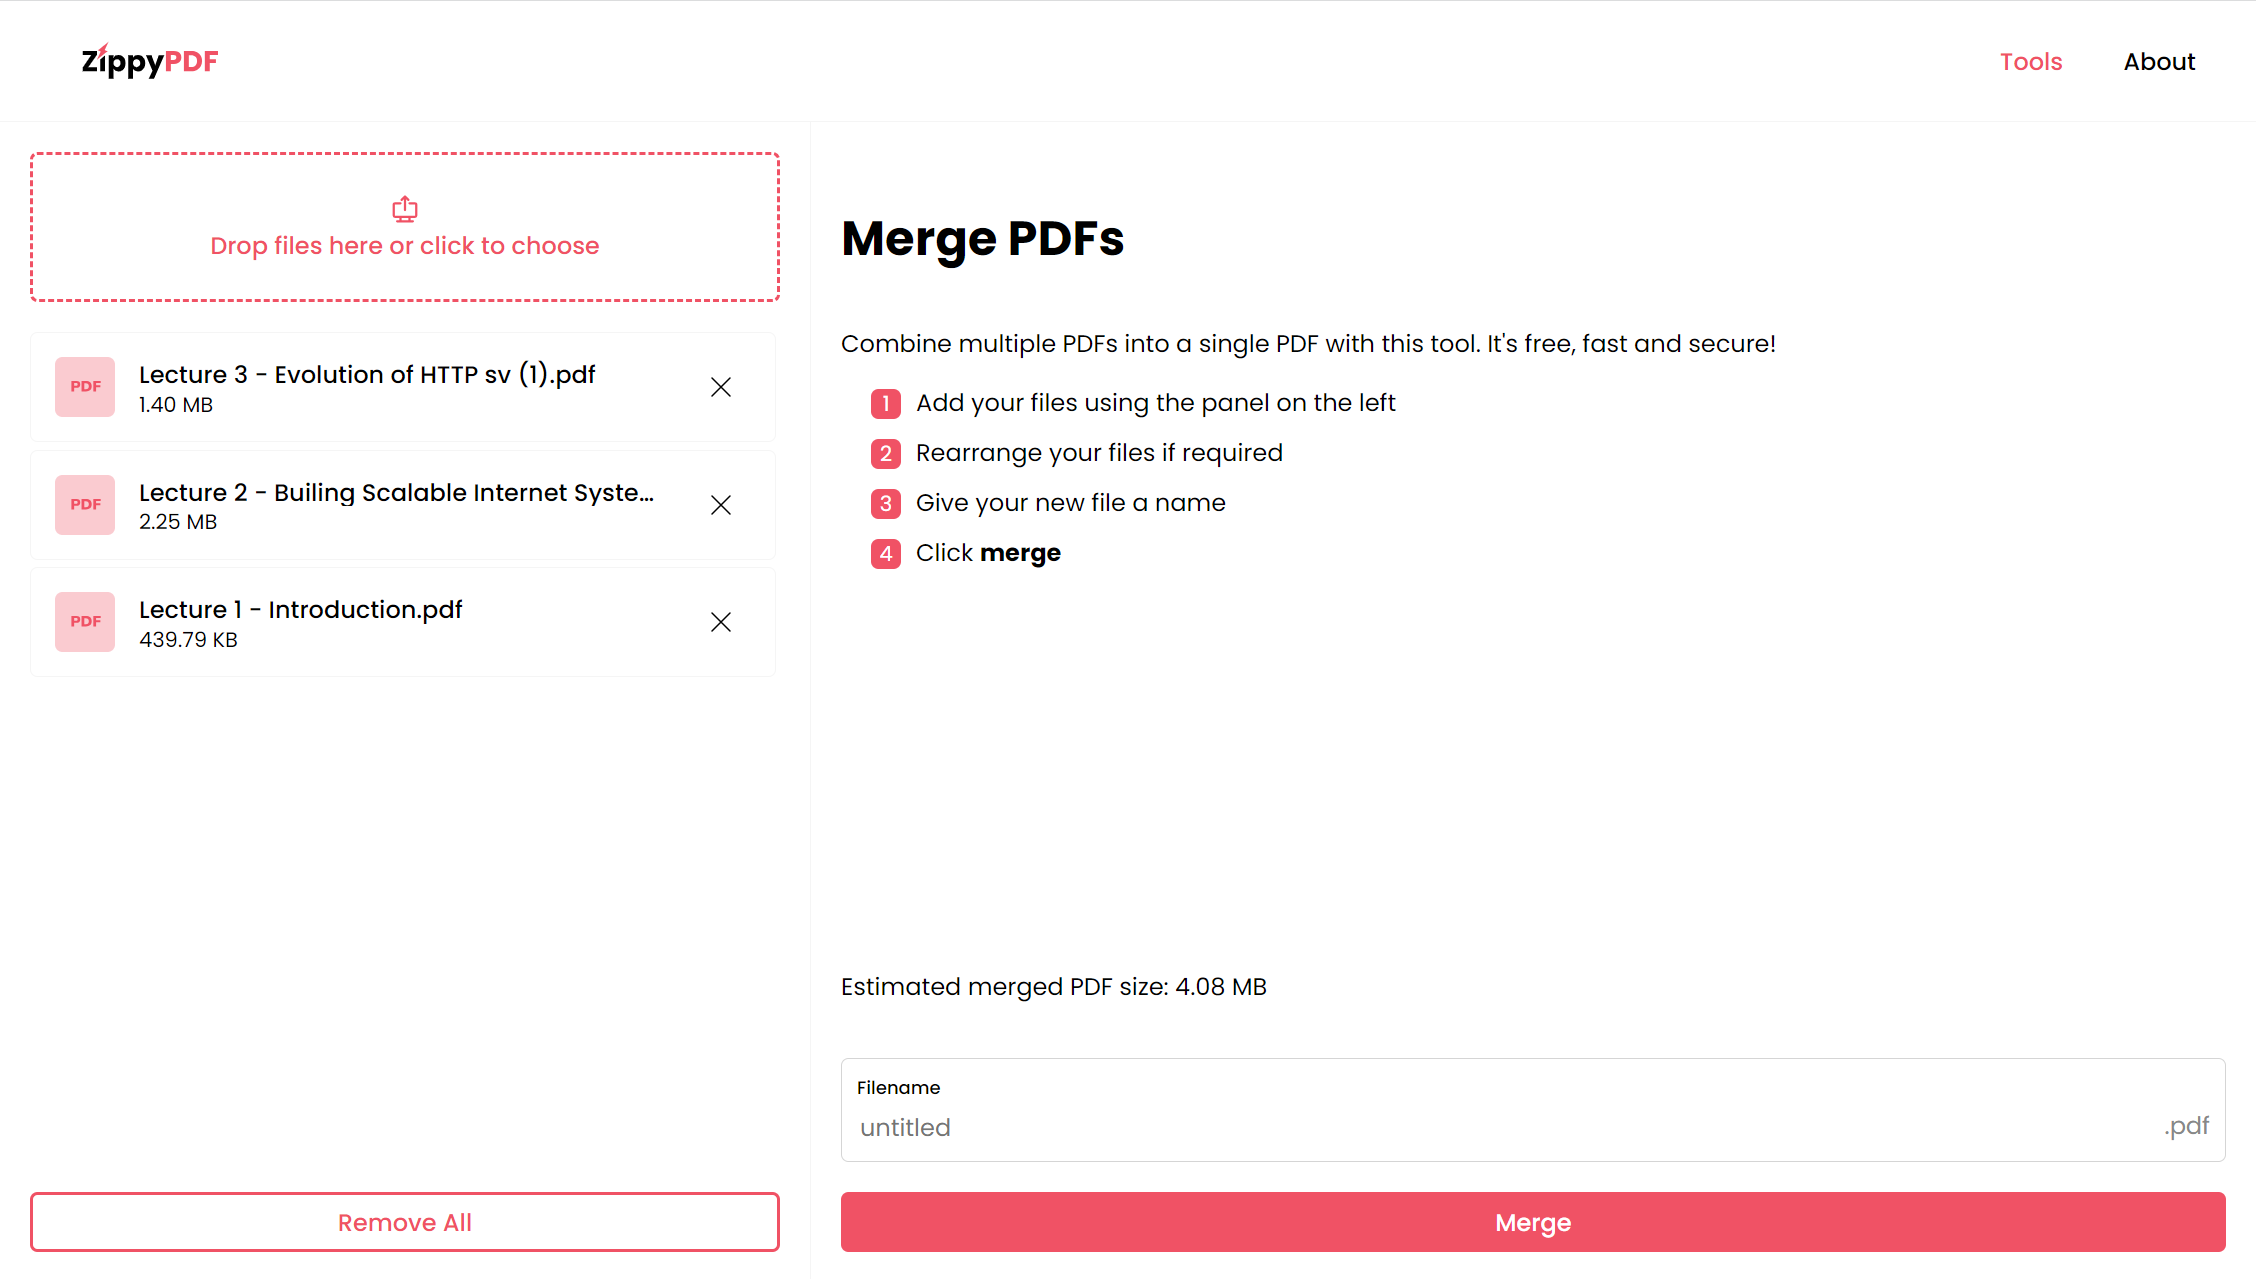 ZippyPDF
Tools
About
Drop files here or click to choose
PDF
Lecture 3 - Evolution of HTTP sv (1).pdf
1.40 MB
PDF
Lecture 2 - Builing Scalable Internet Syste...
2.25 MB
PDF
Lecture 1 - Introduction.pdf
439.79 KB
Remove All
Merge PDFs
Combine multiple PDFs into a single PDF with this tool. It's free, fast and secure!
1 Add your files using the panel on the left
2 Rearrange your files if required
3 Give your new file a name
4 Click merge
Estimated merged PDF size: 4.08 MB
Filename
untitled
.pdf
Merge